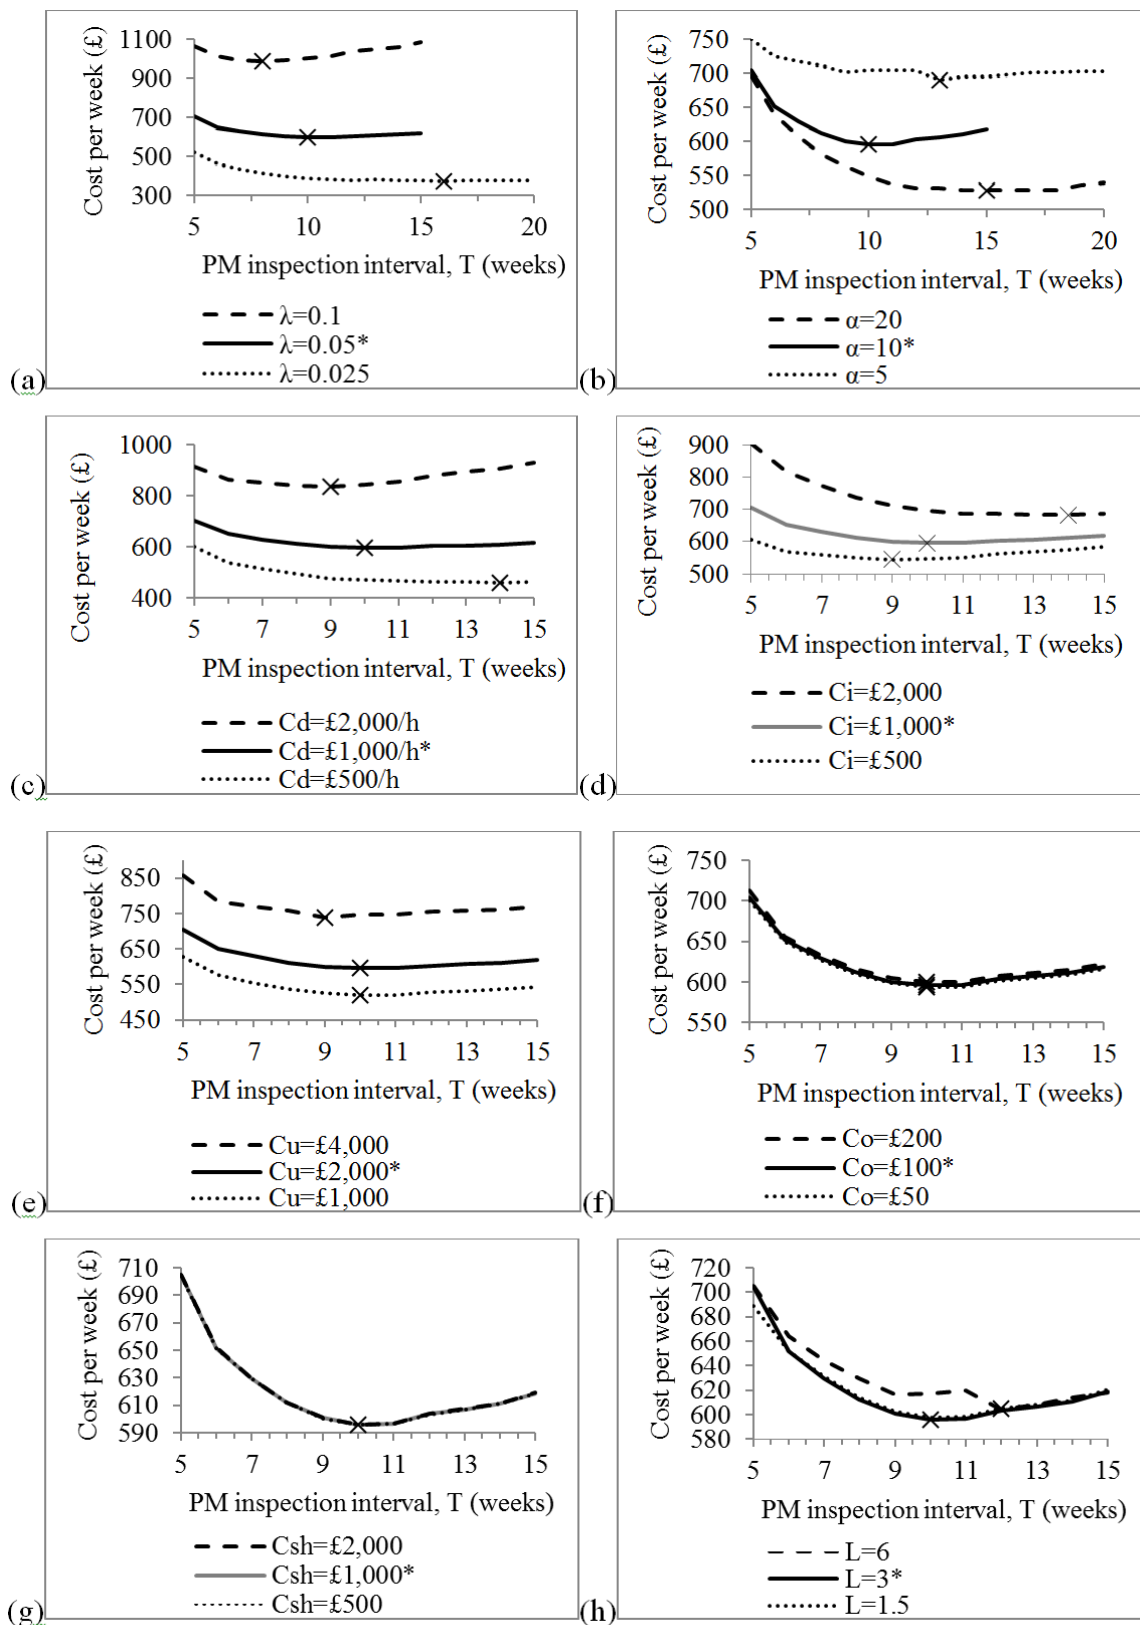 Cost per week (£)
1100
900
700
500
300
5 10 15 20
PM inspection interval, T (weeks)
λ=0.1
λ=0.05*
λ=0.025
(a)
Cost per week (£)
750
700
650
600
550
500
5 10 15 20
PM inspection interval, T (weeks)
α=20
α=10*
α=5
(b)
Cost per week (£)
1000
800
600
400
5 7 9 11 13 15
PM inspection interval, T (weeks)
Cd=£2,000/h
Cd=£1,000/h*
Cd=£500/h
(c)
Cost per week (£)
900
800
700
600
500
5 7 9 11 13 15
PM inspection interval, T (weeks)
Ci=£2,000
Ci=£1,000*
Ci=£500
(d)
Cost per week (£)
850
750
650
550
450
5 7 9 11 13 15
PM inspection interval, T (weeks)
Cu=£4,000
Cu=£2,000*
Cu=£1,000
(e)
Cost per week (£)
750
700
650
600
550
5 7 9 11 13 15
PM inspection interval, T (weeks)
Co=£200
Co=£100*
Co=£50
(f)
Cost per week (£)
710
690
670
650
630
610
590
5 7 9 11 13 15
PM inspection interval, T (weeks)
Csh=£2,000
Csh=£1,000*
Csh=£500
(g)
Cost per week (£)
720
700
680
660
640
620
600
580
5 7 9 11 13 15
PM inspection interval, T (weeks)
L=6
L=3*
L=1.5
(h)